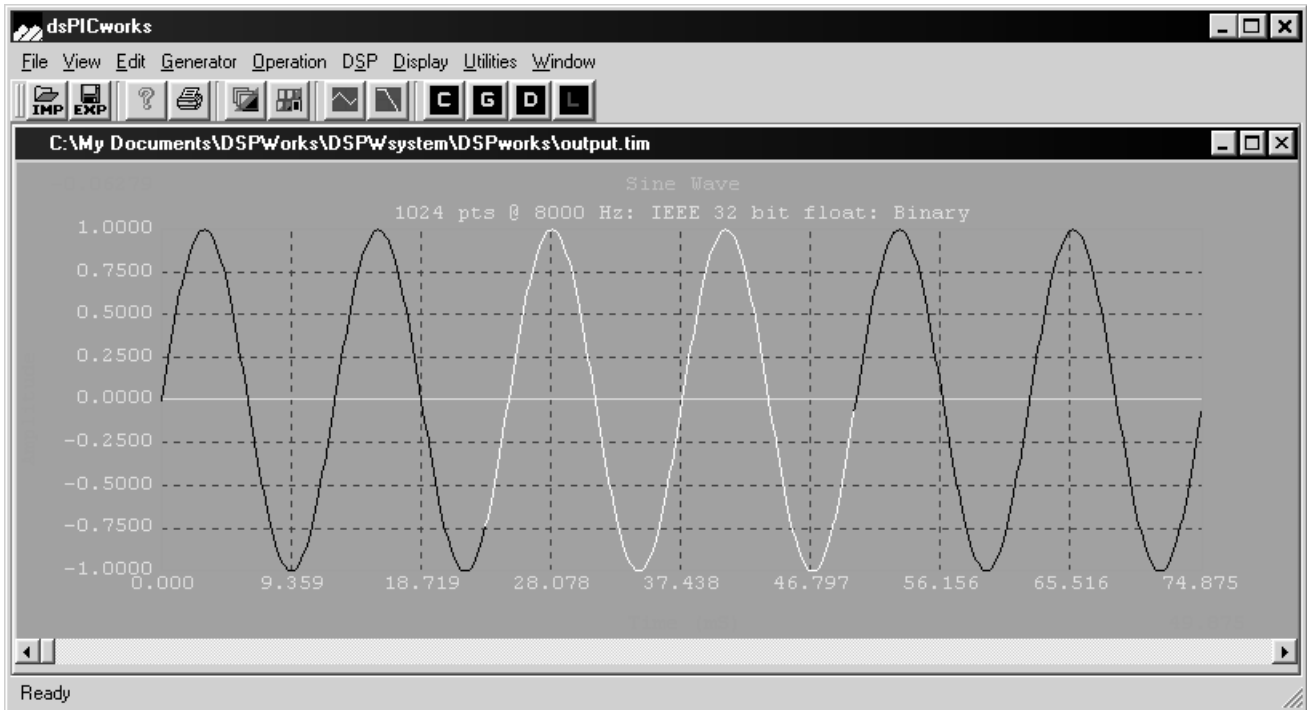 dsPICworks
File View Edit Generator Operation DSP Display Utilities Window
IMP EXP C G D L
C:\My Documents\DSPWorks\DSPWsystem\DSPworks\output.tim
Sine Wave
1024 pts @ 8000 Hz: IEEE 32 bit float: Binary
1.0000
0.7500
0.5000
0.2500
0.0000
-0.2500
-0.5000
-0.7500
-1.0000
0.000 9.359 18.719 28.078 37.438 46.797 56.156 65.516 74.875
Ready